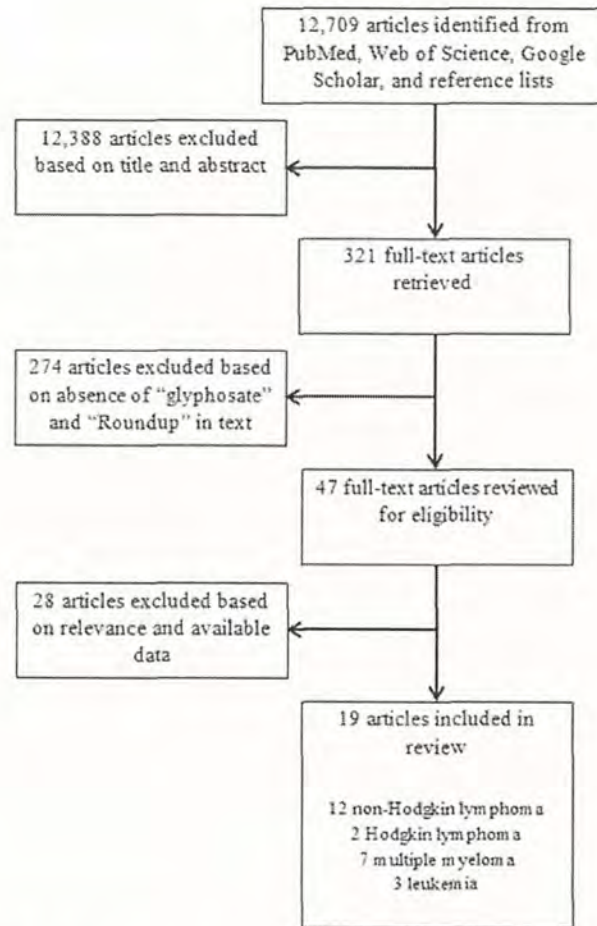 12,709 articles identified from
PubMed, Web of Science, Google
Scholar, and reference lists
12,388 articles excluded
based on title and abstract
321 full-text articles
retrieved
274 articles excluded based
on absence of “glyphosate”
and “Roundup” in text
47 full-text articles reviewed
for eligibility
28 articles excluded based
on relevance and available
data
19 articles included in
review
12 non-Hodgkin lymphoma
2 Hodgkin lymphoma
7 multiple myeloma
3 leukemia